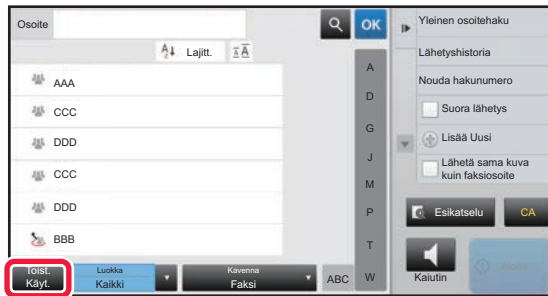 Osoite
OK
Lajitt.
AAA
CCC
DDD
CCC
DDD
BBB
A
D
G
J
M
P
T
W
Toist.
Käyt.
Luokka
Kaikki
Kavenna
Faksi
ABC
Yleinen osoitehaku
Lähetyshistoria
Nouda hakunumero
Suora lähetys
Lisää Uusi
Lähetä sama kuva
kuin faksiosoite
Esikatselu
CA
Kaiutin
Aloita